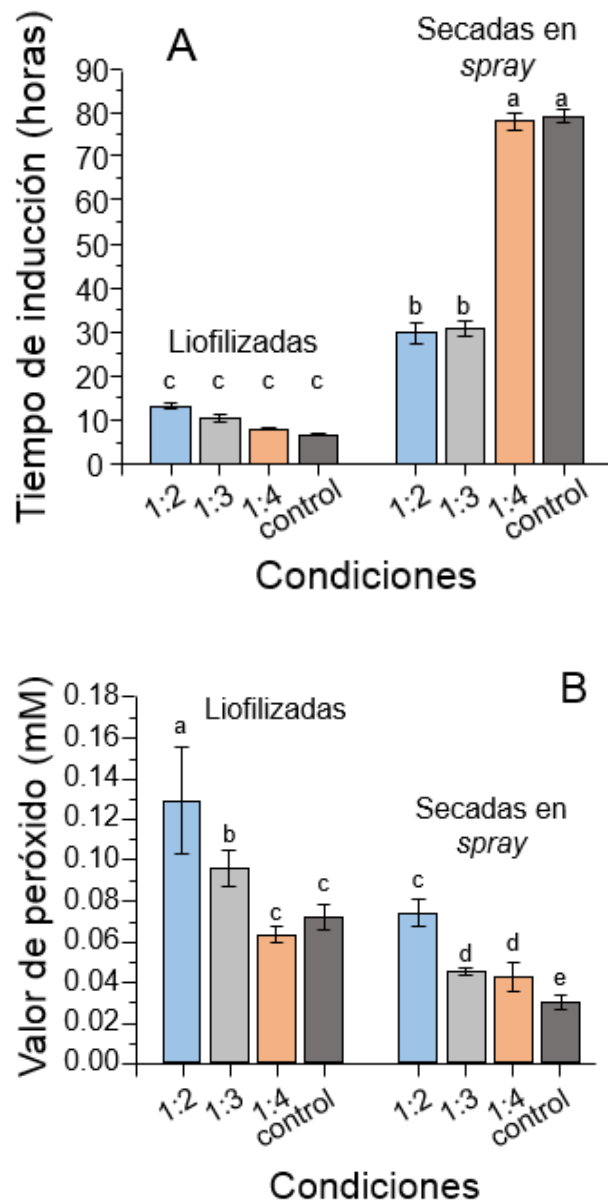 A
Secadas en
spray
Tiempo de inducción (horas)
90
80
70
60
50
40
30
20
10
0
a a
b b
Liofilizadas
c c c c
1:2 1:3 1:4 control 1:2 1:3 1:4 control
Condiciones
B
Liofilizadas
Valor de peróxido (mM)
0.18
0.16
0.14
0.12
0.10
0.08
0.06
0.04
0.02
0.00
a
b
c c
Secadas en
spray
c
d d
e
1:2 1:3 1:4 control 1:2 1:3 1:4 control
Condiciones